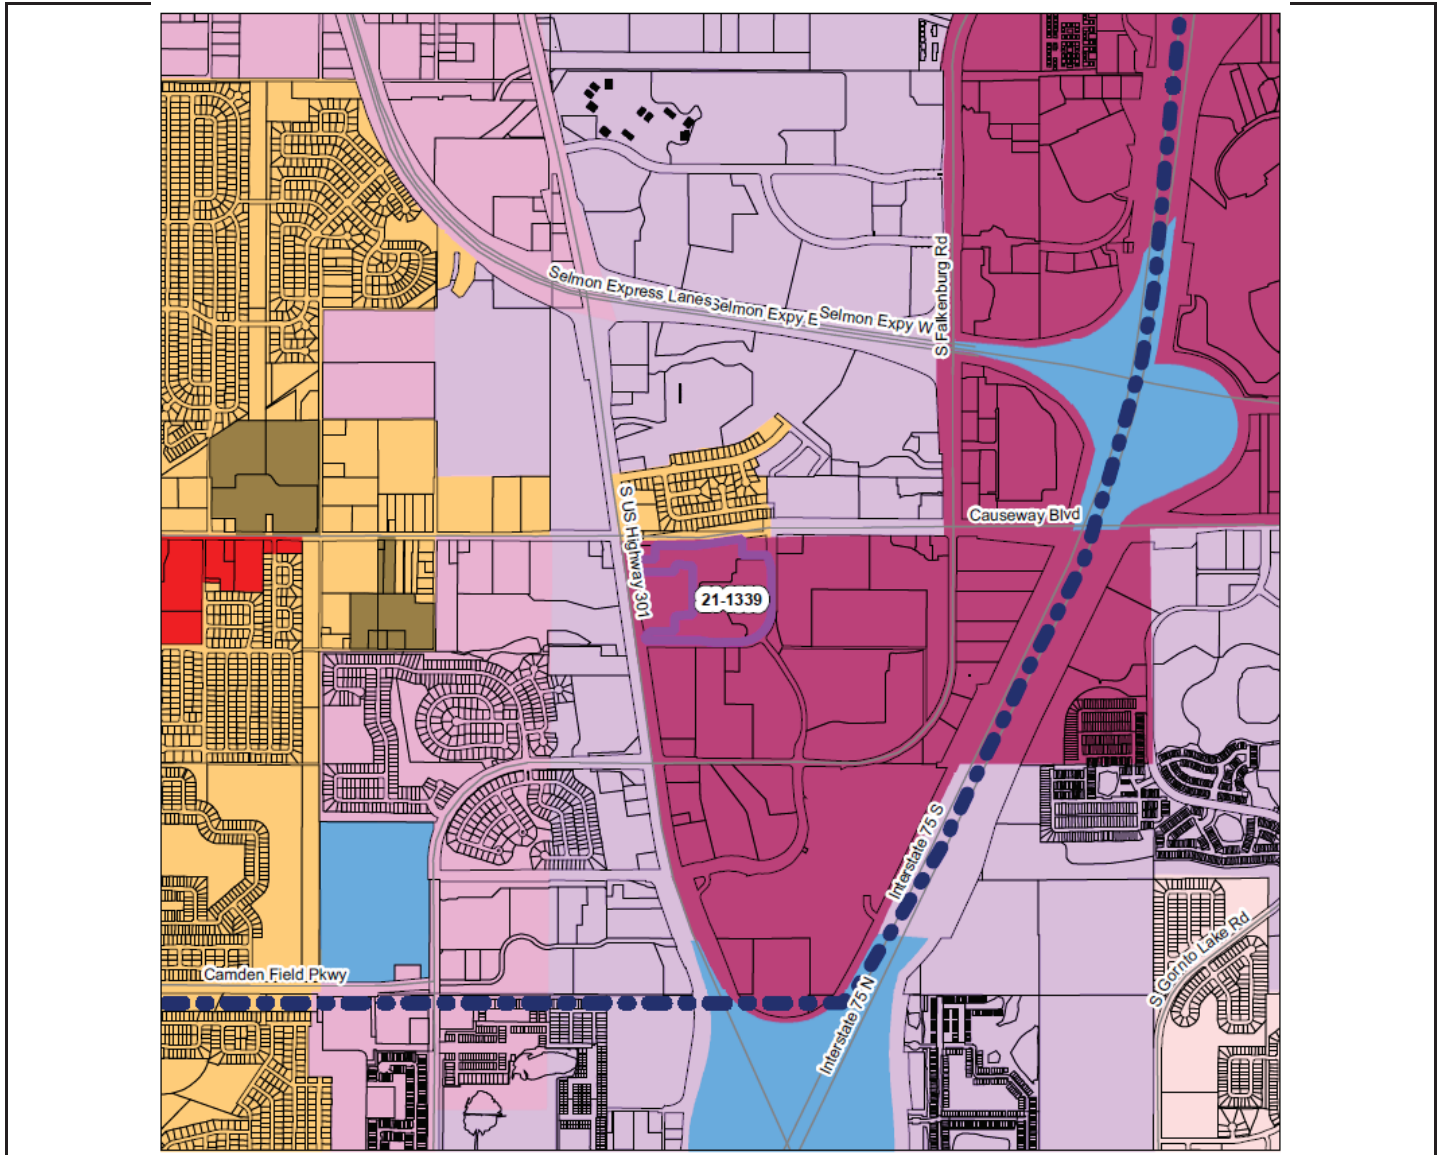 Selmon Express Lanes
Selmon Expy E
Selmon Expy W
S Falkenburg Rd
S US Highway 301
Causeway Blvd
21-1339
Interstate 75 S
S Gornto Lake Rd
Camden Field Pkwy
Interstate 75 N